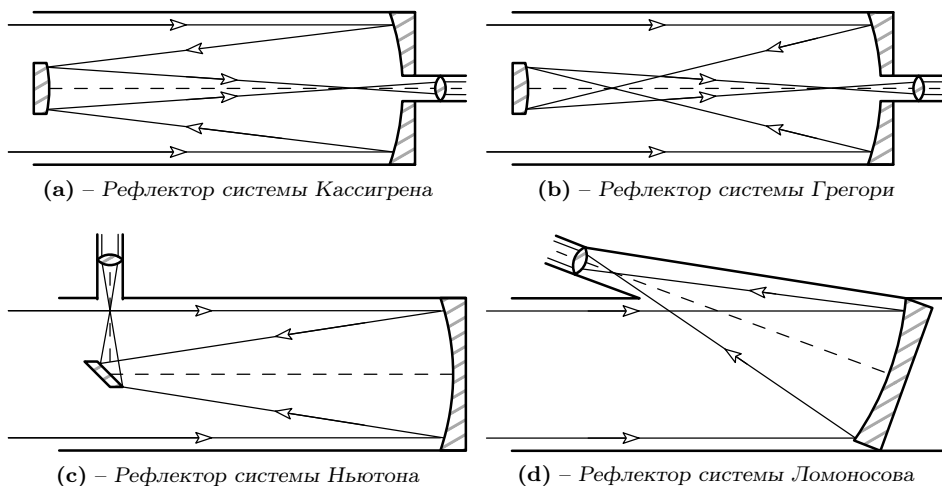 (a) – Рефлектор системы Кассигрена
(b) – Рефлектор системы Грегори
(c) – Рефлектор системы Ньютона
(d) – Рефлектор системы Ломоносова